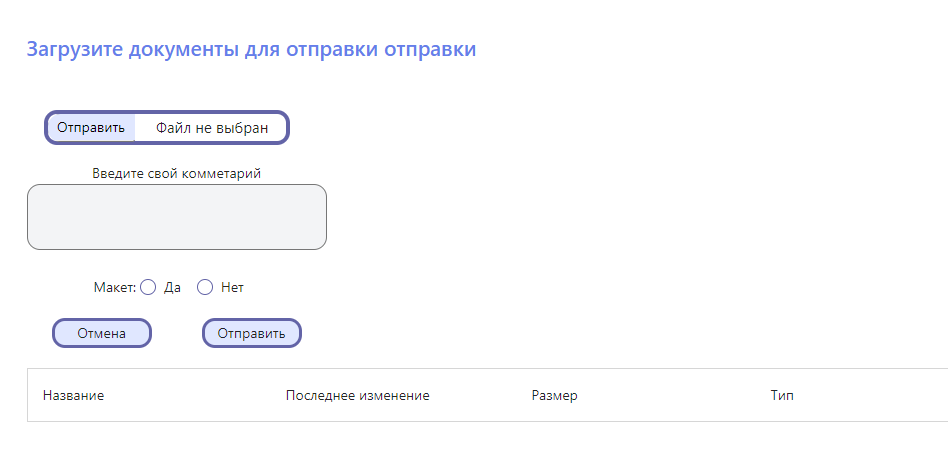 Загрузите документы для отправки отправки
Отправить Файл не выбран
Введите свой комметарий
Макет: Да Нет
Отмена Отправить
Название Последнее изменение Размер Тип